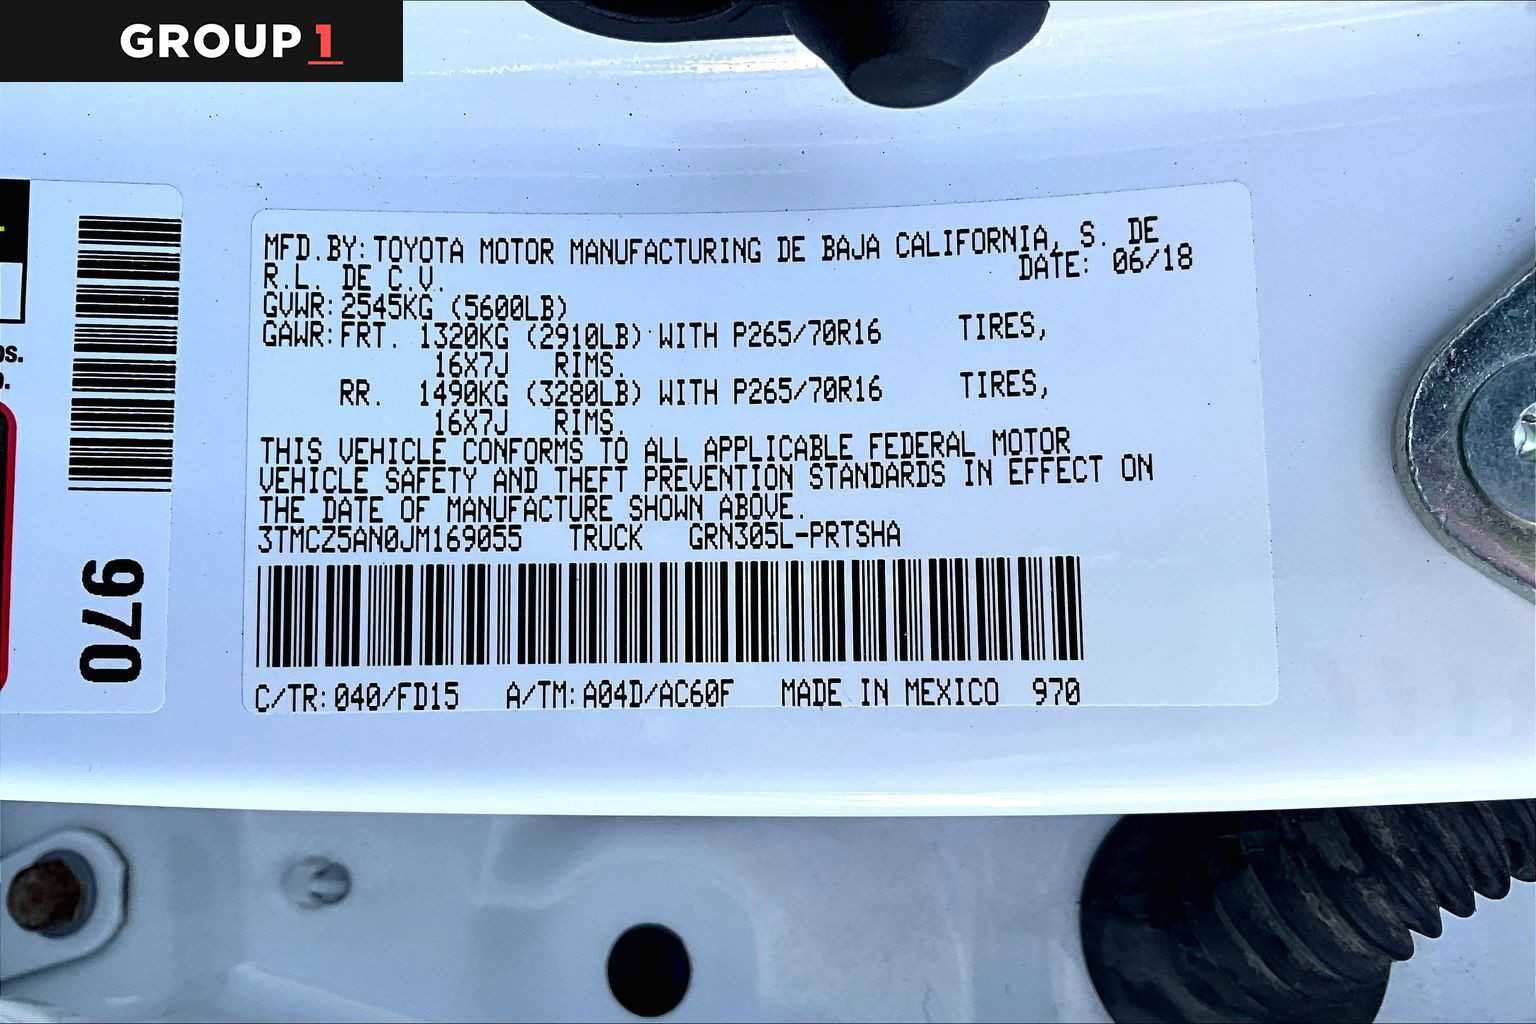 GROUP 1
MFD.BY: TOYOTA MOTOR MANUFACTURING DE BAJA CALIFORNIA, S. DE
R.L. DE C.V. DATE: 06/18
GVWR: 2545KG (5600LB)
GAWR: FRT. 1320KG (2910LB) WITH P265/70R16 TIRES,
16X7J RIMS.
RR. 1490KG (3280LB) WITH P265/70R16 TIRES,
16X7J RIMS.
THIS VEHICLE CONFORMS TO ALL APPLICABLE FEDERAL MOTOR
VEHICLE SAFETY AND THEFT PREVENTION STANDARDS IN EFFECT ON
THE DATE OF MANUFACTURE SHOWN ABOVE.
3TMCZ5AN0JM169055 TRUCK GRN305L-PRTSHA
C/TR: 040/FD15 A/TM: A04D/AC60F MADE IN MEXICO 970
970